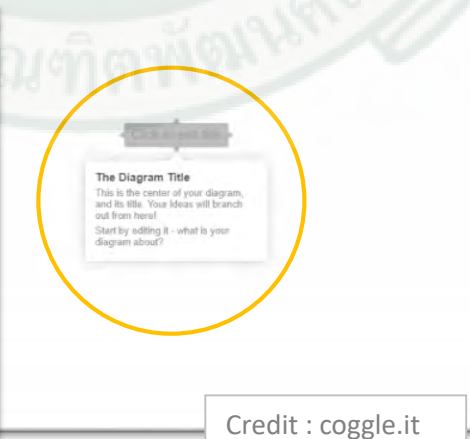 The Diagram Title
This is the center of your diagram,
and its title. Your ideas will branch
out from here!
Start by editing it - what is your
diagram about?
Credit : coggle.it